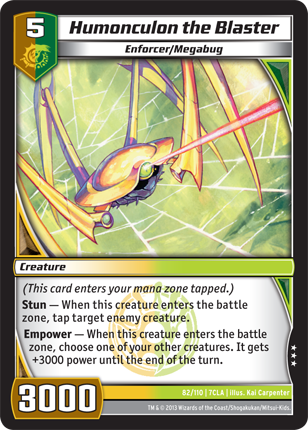 5
Humonculon the Blaster
Enforcer/Megabug
Creature
(This card enters your mana zone tapped.)
Stun — When this creature enters the battle
zone, tap target enemy creature.
Empower — When this creature enters the battle
zone, choose one of your other creatures. It gets
+3000 power until the end of the turn.
3000
82/110 | 7CLA | Illus. Kai Carpenter
TM & © 2013 Wizards of the Coast/Shogakukan/Mitsui-Kids.